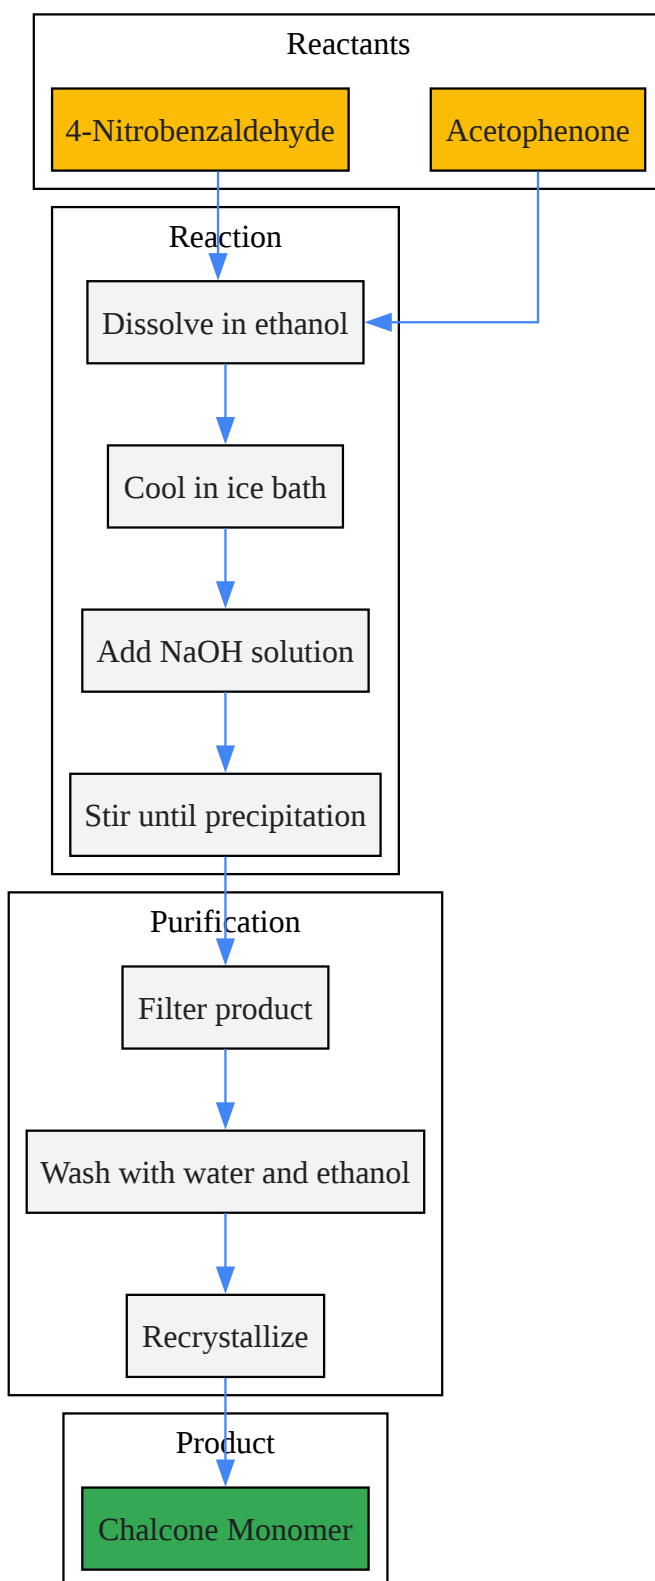 Reactants
4-Nitrobenzaldehyde
Acetophenone
Reaction
Dissolve in ethanol
Cool in ice bath
Add NaOH solution
Stir until precipitation
Purification
Filter product
Wash with water and ethanol
Recrystallize
Product
Chalcone Monomer